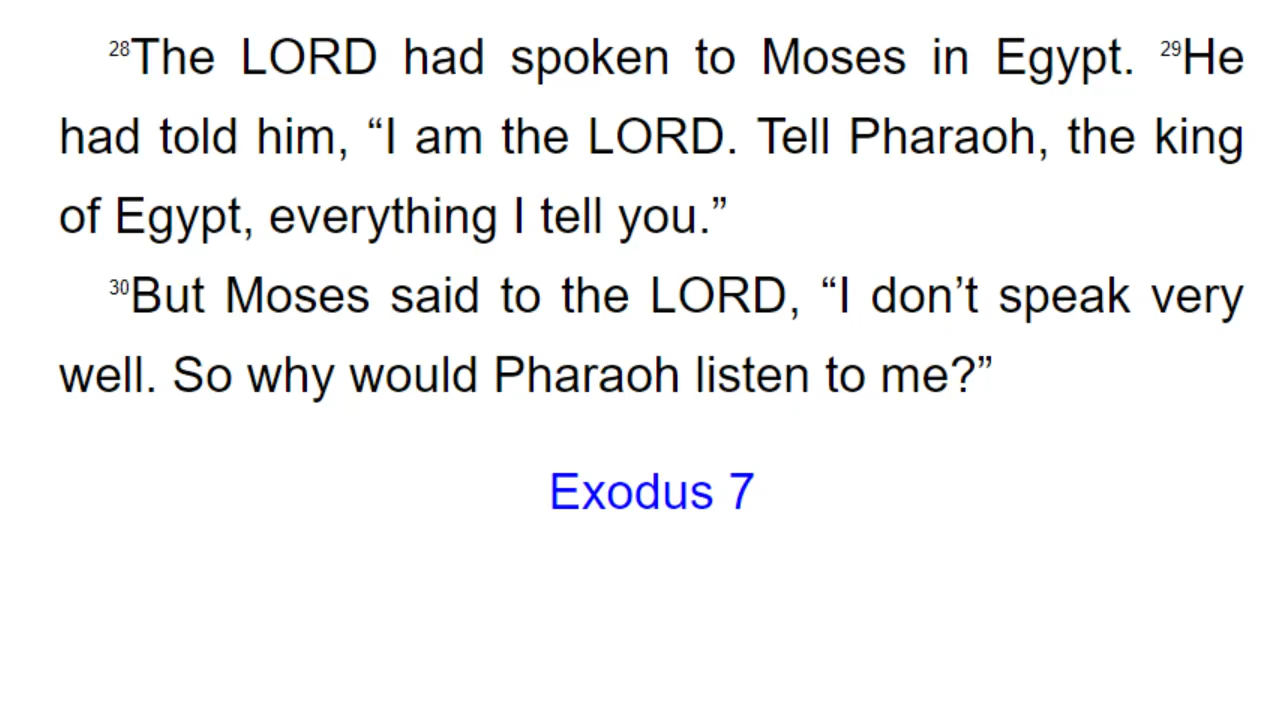 28The LORD had spoken to Moses in Egypt. 29He
had told him, “I am the LORD. Tell Pharaoh, the king
of Egypt, everything I tell you.”
30But Moses said to the LORD, “I don’t speak very
well. So why would Pharaoh listen to me?”
Exodus 7